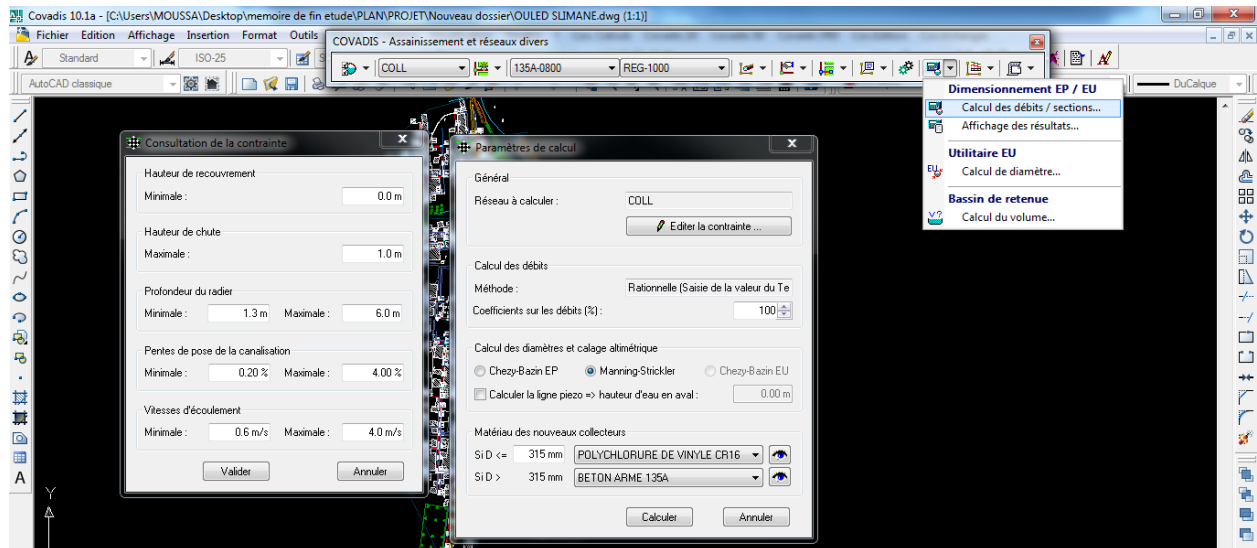 Covadis 10.1a - [C:\Users\MOUSSA\Desktop\memoire de fin etude\PLAN\PROJET\Nouveau dossier\OULED SLIMANE.dwg (1:1)]
Fichier Edition Affichage Insertion Format Outils
COVADIS - Assainissement et réseaux divers
Standard ISO-25
COLL 135A-0800 REG-1000
AutoCAD classique
DuCalque
Dimensionnement EP / EU
Calcul des débits / sections...
Affichage des résultats...
Utilitaire EU
Calcul de diamètre...
Bassin de retenue
Calcul du volume...
Consultation de la contrainte
Hauteur de recouvrement
Minimale : 0.0 m
Hauteur de chute
Maximale : 1.0 m
Profondeur du radier
Minimale : 1.3 m Maximale : 6.0 m
Pentes de pose de la canalisation
Minimale : 0.20 % Maximale : 4.00 %
Vitesses d'écoulement
Minimale : 0.6 m/s Maximale : 4.0 m/s
Valider Annuler
Paramètres de calcul
Général
Réseau à calculer : COLL
Editer la contrainte ...
Calcul des débits
Méthode : Rationnelle (Saisie de la valeur du Te
Coefficients sur les débits (%) : 100
Calcul des diamètres et calage altimétrique
Chezy-Bazin EP Manning-Strickler Chezy-Bazin EU
Calculer la ligne piezo => hauteur d'eau en aval : 0.00 m
Matériau des nouveaux collecteurs
Si D <= 315 mm POLYCHLORURE DE VINYLE CR16
Si D > 315 mm BETON ARME 135A
Calculer Annuler
Y